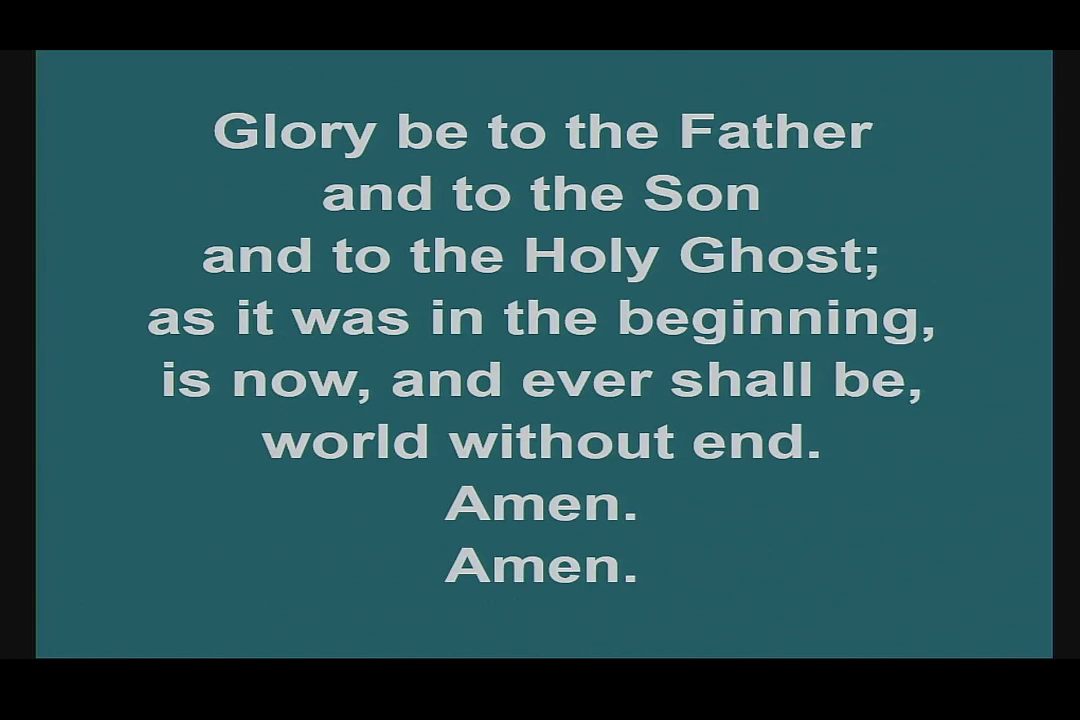 Glory be to the Father
and to the Son
and to the Holy Ghost;
as it was in the beginning,
is now, and ever shall be,
world without end.
Amen.
Amen.